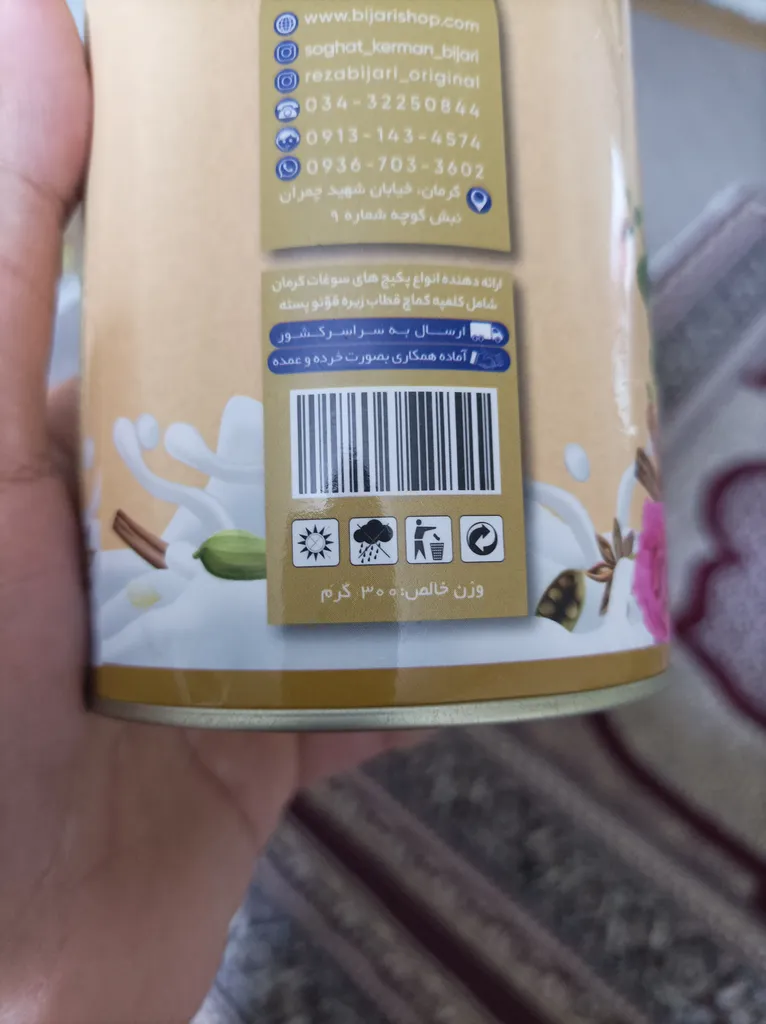 www.bijarishop.com
soghat_kerman_bijari
rezabijari_original
034-32250844
0913-143-4574
0936-703-3602
کرمان، خیابان شهید چمران
نبش کوچه شماره ۹
ارائه دهنده انواع پکیج های سوغات کرمان
شامل کلمپه کماچ قطاب زیره قوّتو پسته
ارسال به سراسر کشور
آماده همکاری بصورت خرده و عمده
وزن خالص: ۳۰۰ گرم